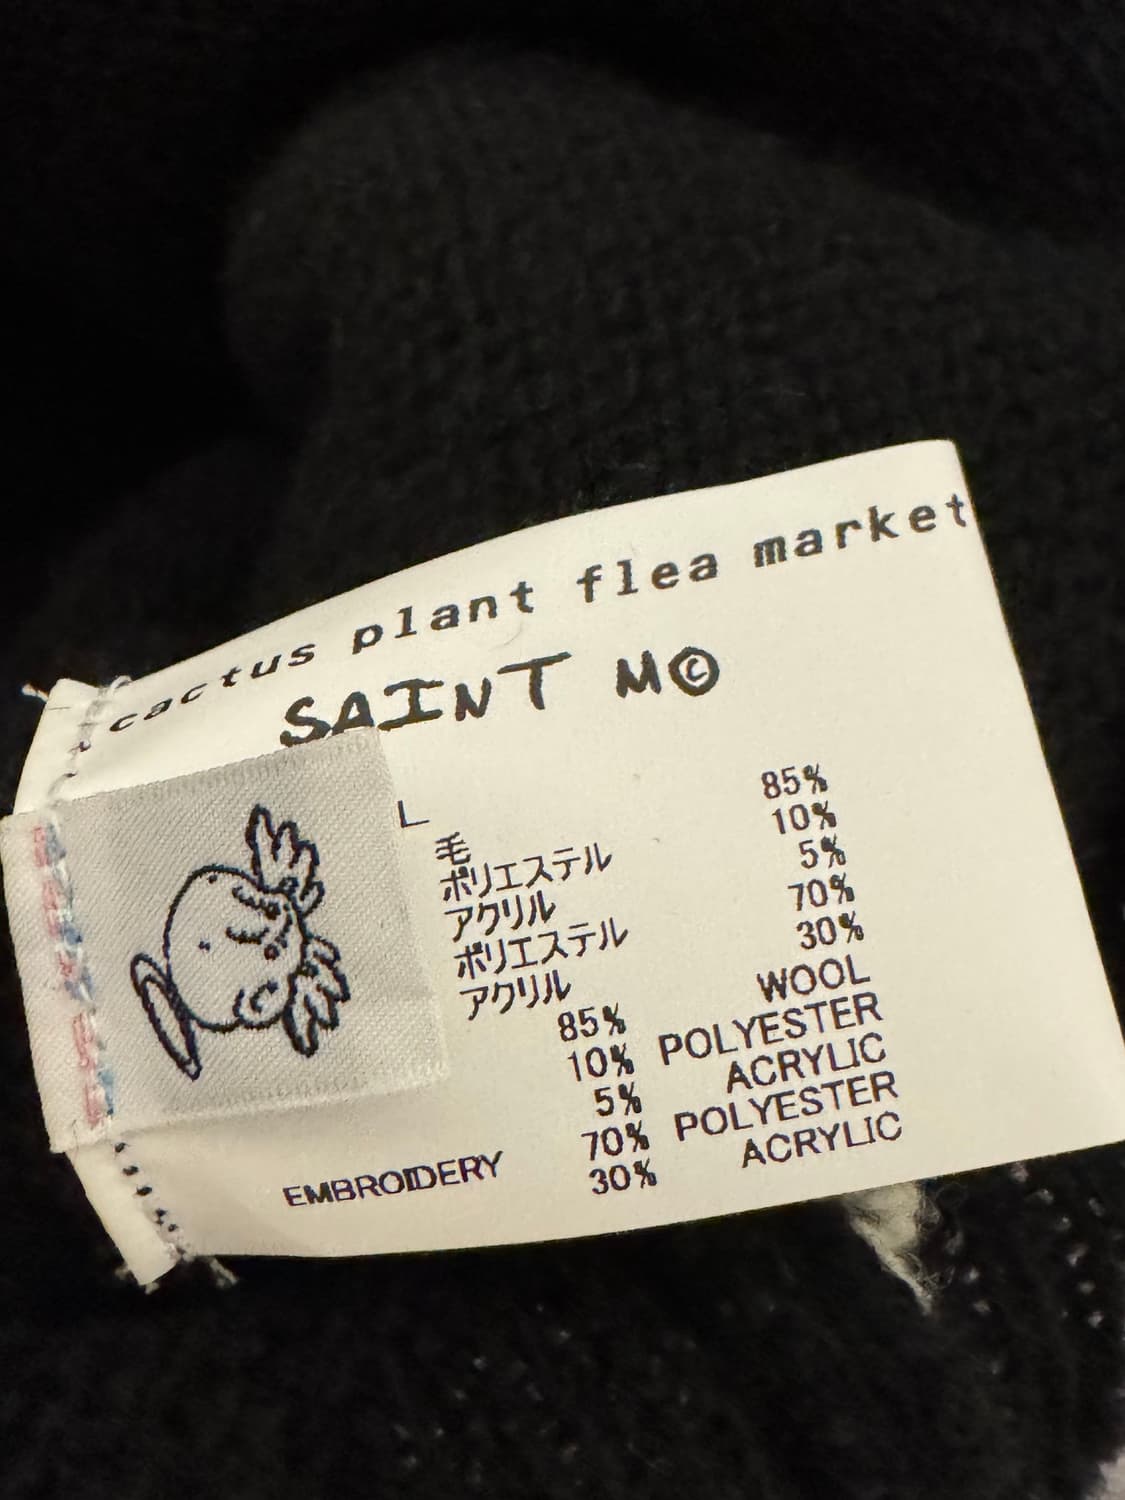 cactus plant flea market
SAINT M©
L
毛 85%
ポリエステル 10%
アクリル 5%
ポリエステル 70%
アクリル 30%
85% WOOL
10% POLYESTER
5% ACRYLIC
70% POLYESTER
EMBROIDERY 30% ACRYLIC